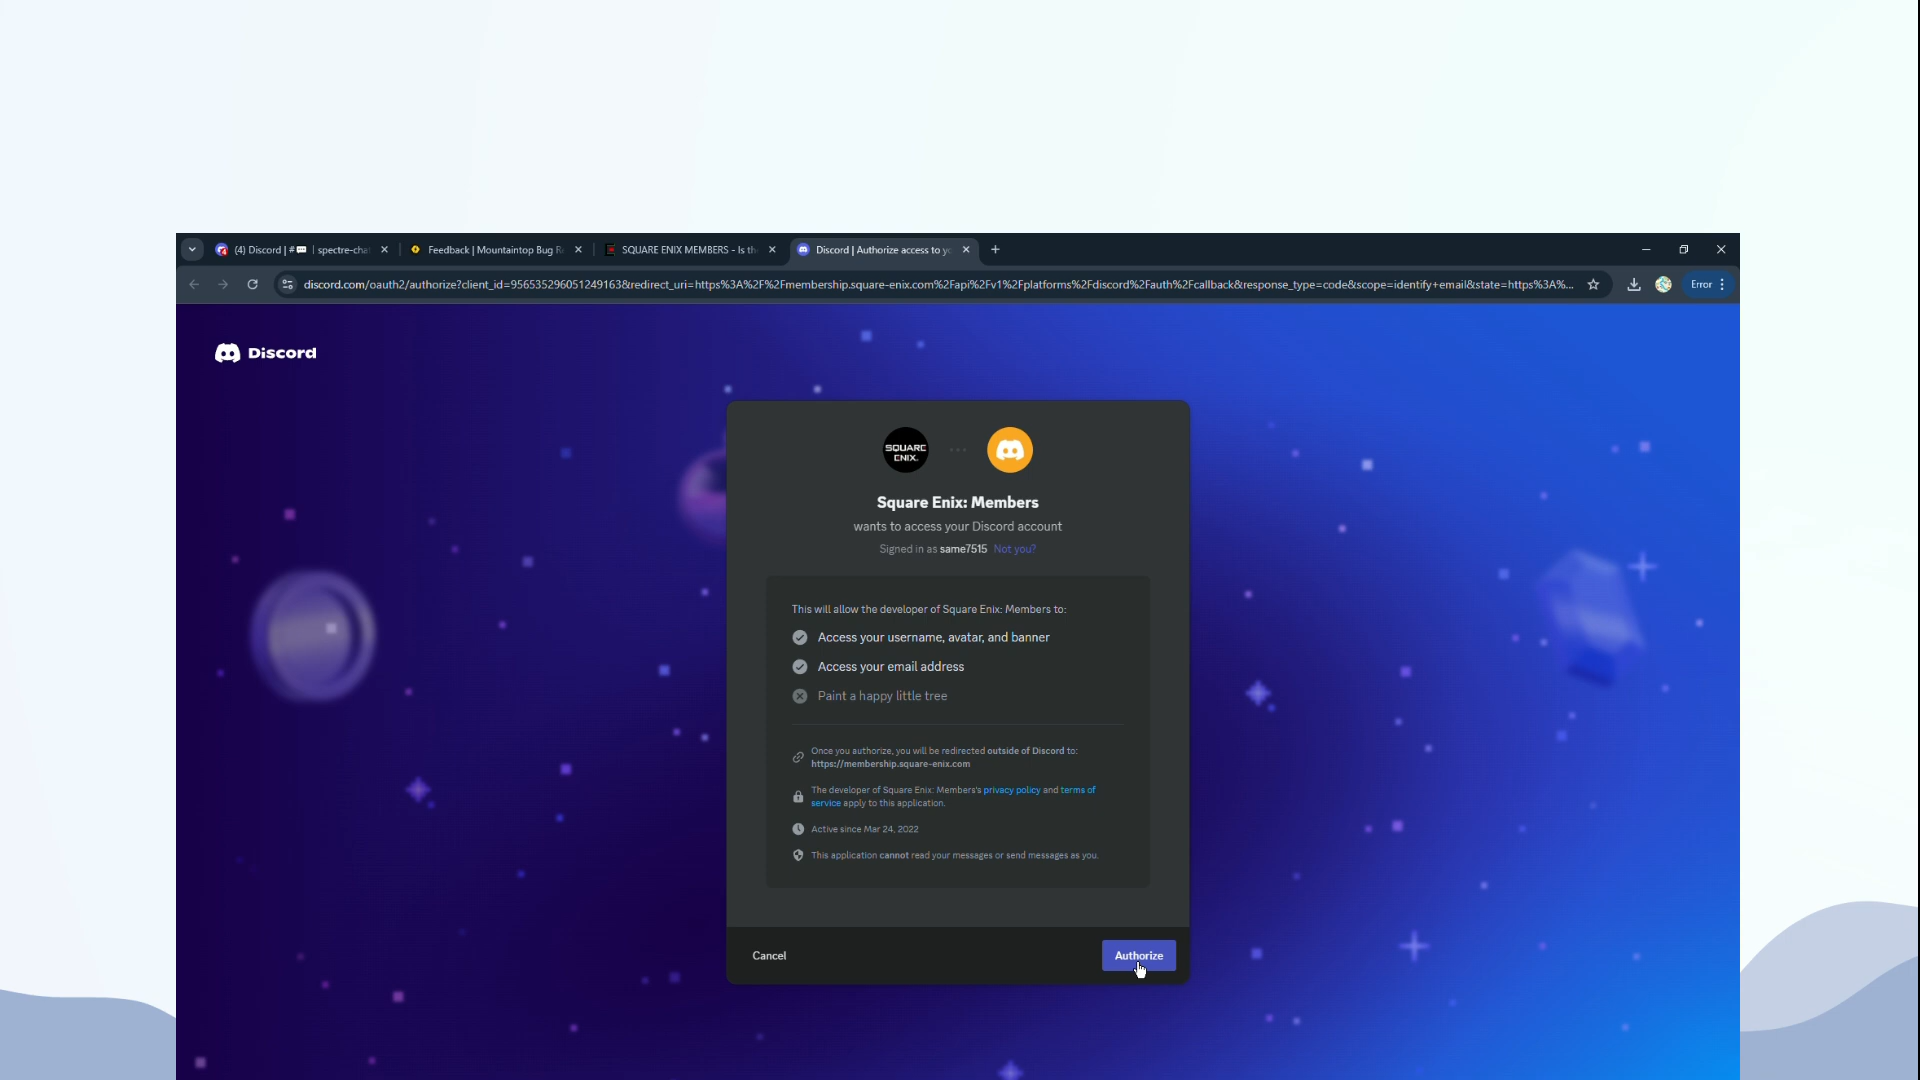 (4) Discord | # | spectre-cha
Feedback | Mountaintop Bug R
SQUARE ENIX MEMBERS - Is th
Discord | Authorize access to yo
discord.com/oauth2/authorize?client_id=956535296051249163&redirect_uri=https%3A%2F%2Fmembership.square-enix.com%2Fapi%2Fv1%2Fplatforms%2Fdiscord%2Fauth%2Fcallback&response_type=code&scope=identify+email&state=https%3A%...
Error
Discord
SQUARE
ENIX.
Square Enix: Members
wants to access your Discord account
Signed in as same7515 Not you?
This will allow the developer of Square Enix: Members to:
Access your username, avatar, and banner
Access your email address
Paint a happy little tree
Once you authorize, you will be redirected outside of Discord to:
https://membership.square-enix.com
The developer of Square Enix: Members's privacy policy and terms of
service apply to this application.
Active since Mar 24, 2022
This application cannot read your messages or send messages as you.
Cancel
Authorize